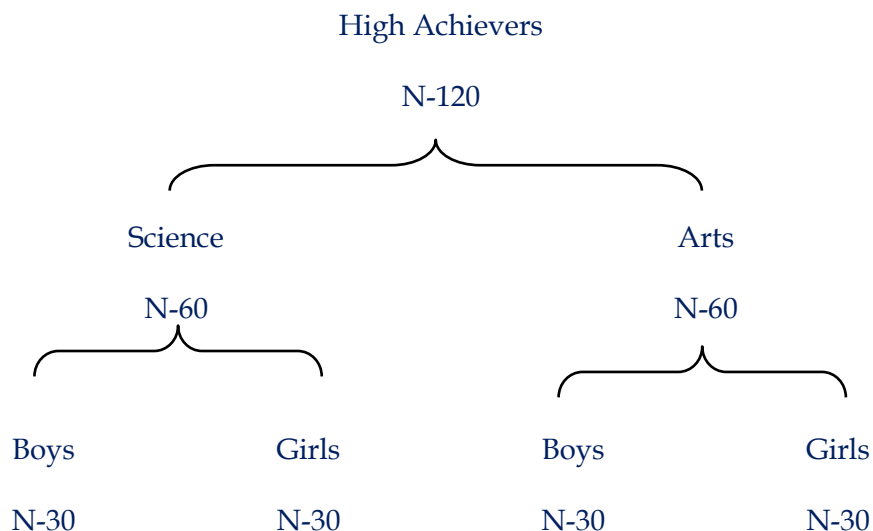 High Achievers
N-120
Science Arts
N-60 N-60
Boys Girls Boys Girls
N-30 N-30 N-30 N-30